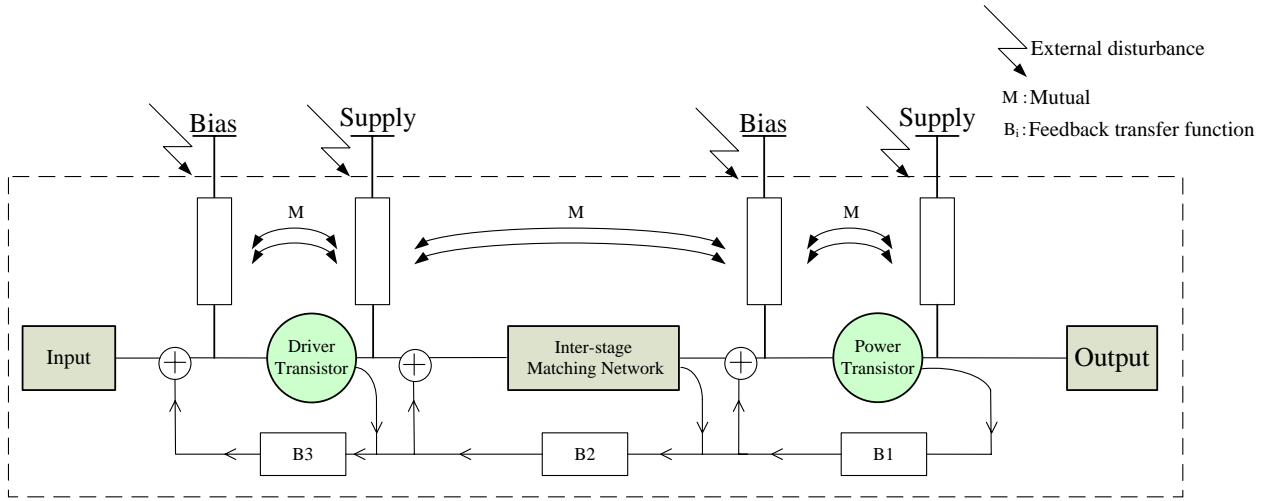 External disturbance
M : Mutual
Bi : Feedback transfer function
Bias
Supply
Bias
Supply
M
M
M
Input
Driver
Transistor
Inter-stage
Matching Network
Power
Transistor
Output
B3
B2
B1